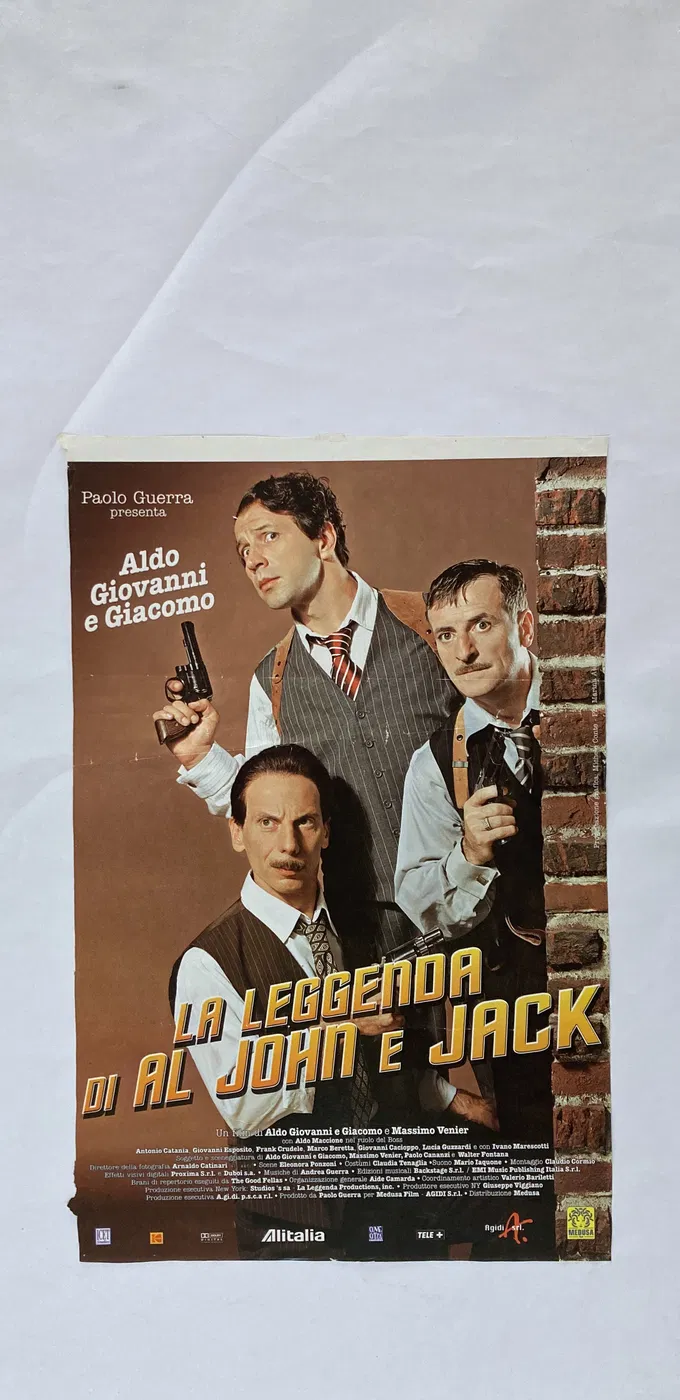 Paolo Guerra
presenta
Aldo
Giovanni
e Giacomo
LA LEGGENDA
DI AL JOHN E JACK
Un film di Aldo Giovanni e Giacomo e Massimo Venier
con Aldo Maccione nel ruolo del Boss
Antonio Catania, Giovanni Esposito, Frank Crudele, Marco Beretta, Giovanni Cacioppo, Lucia Guzzardi e con Ivano Marescotti
Soggetto e sceneggiatura di Aldo Giovanni e Giacomo, Massimo Venier, Paolo Cananzi e Walter Fontana
Direttore della fotografia Arnaldo Catinari • Scene Eleonora Ponzoni • Costumi Claudia Tenaglia • Suono Mario Iaquone • Montaggio Claudio Cormio
Effetti visivi digitali Proxima S.r.l. e Duboi s.a. • Musiche di Andrea Guerra • Edizioni musicali Backstage S.r.l. / EMI Music Publishing Italia S.r.l.
Brani di repertorio eseguiti da The Good Fellas • Organizzazione generale Aide Camarda • Coordinamento artistico Valerio Bariletti
Produzione esecutiva New York: Studios 's sa - La Leggenda Productions, inc. • Produttore esecutivo NY Giuseppe Viggiano
Produzione esecutiva A.gi.di. p.s.c.a r.l. • Prodotto da Paolo Guerra per Medusa Film - AGIDI S.r.l. • Distribuzione Medusa
DOLBY
DIGITAL
Alitalia
TELE +
Agidi s.r.l.
MEDUSA